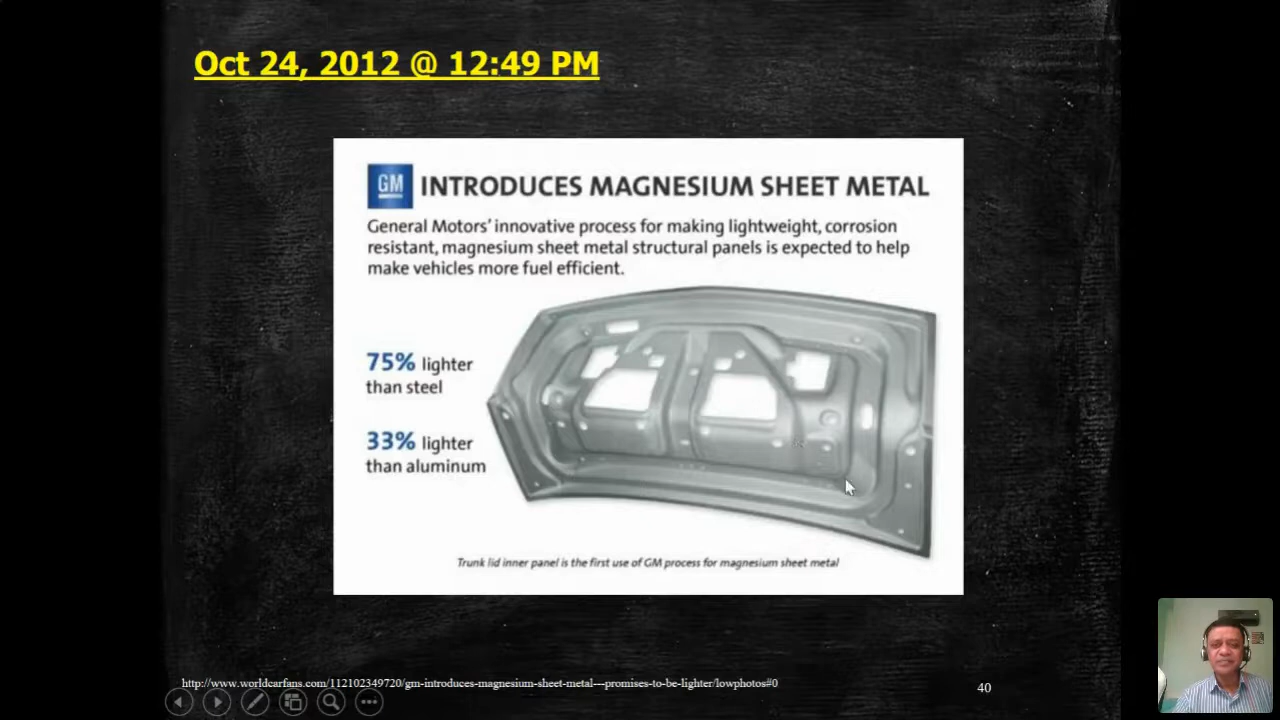 Oct 24, 2012 @ 12:49 PM
GM INTRODUCES MAGNESIUM SHEET METAL
General Motors' innovative process for making lightweight, corrosion
resistant, magnesium sheet metal structural panels is expected to help
make vehicles more fuel efficient.
75% lighter
than steel
33% lighter
than aluminum
Trunk lid inner panel is the first use of GM process for magnesium sheet metal
http://www.worldcarfans.com/112102349720/gm-introduces-magnesium-sheet-metal---promises-to-be-lighter/lowphotos#0
40